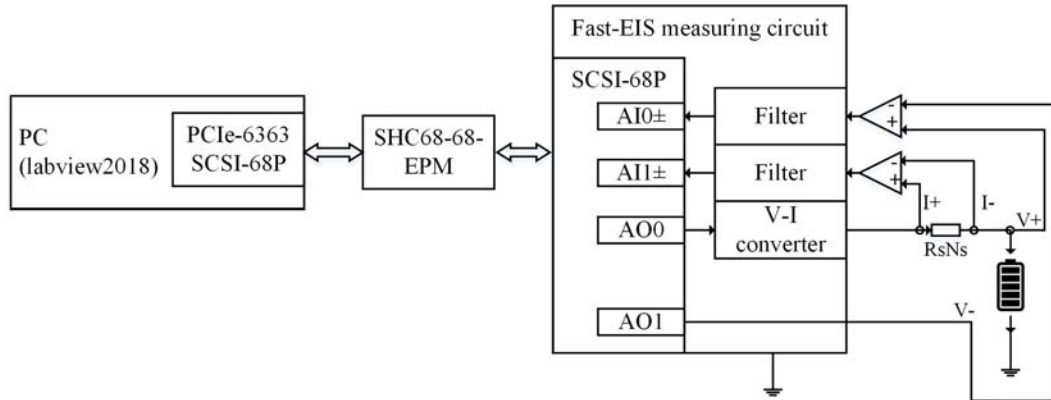 Fast-EIS measuring circuit
SCSI-68P
PC
(labview2018)
PCIe-6363
SCSI-68P
SHC68-68-
EPM
AI0±
Filter
-
+
AI1±
Filter
-
+
I+
I-
V+
AO0
V-I
converter
RsNs
AO1
V-